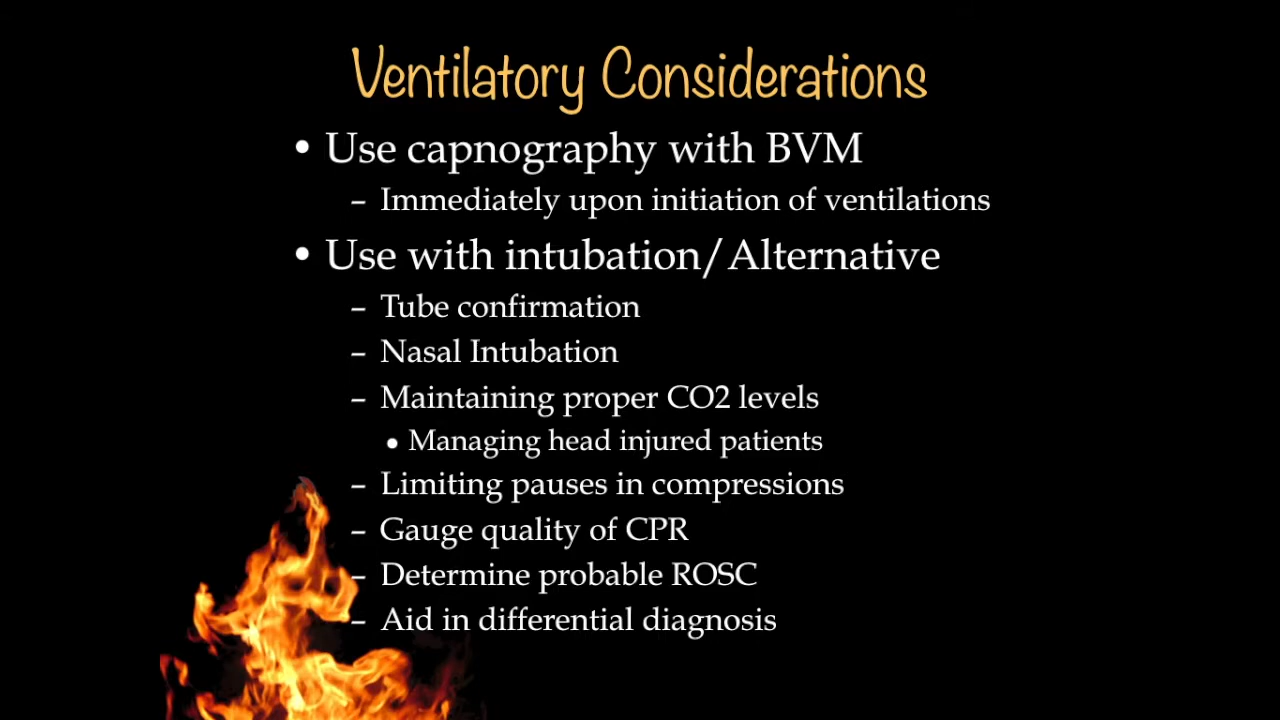 Ventilatory Considerations
• Use capnography with BVM
– Immediately upon initiation of ventilations
• Use with intubation/Alternative
– Tube confirmation
– Nasal Intubation
– Maintaining proper CO2 levels
• Managing head injured patients
– Limiting pauses in compressions
– Gauge quality of CPR
– Determine probable ROSC
– Aid in differential diagnosis